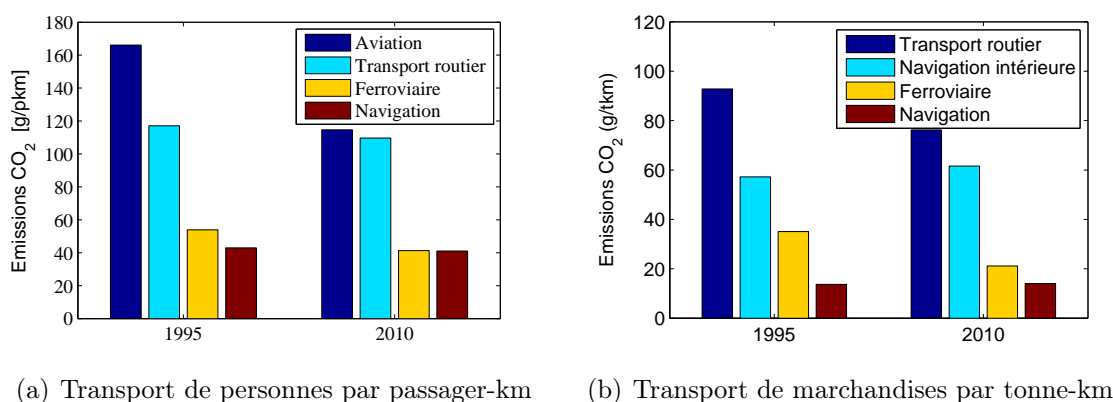 180
160
140
120
100
80
60
40
20
0
Emissions CO2 [g/pkm]
Aviation
Transport routier
Ferroviaire
Navigation
1995 2010
(a) Transport de personnes par passager-km
120
100
80
60
40
20
0
Emissions CO2 (g/tkm)
Transport routier
Navigation intérieure
Ferroviaire
Navigation
1995 2010
(b) Transport de marchandises par tonne-km